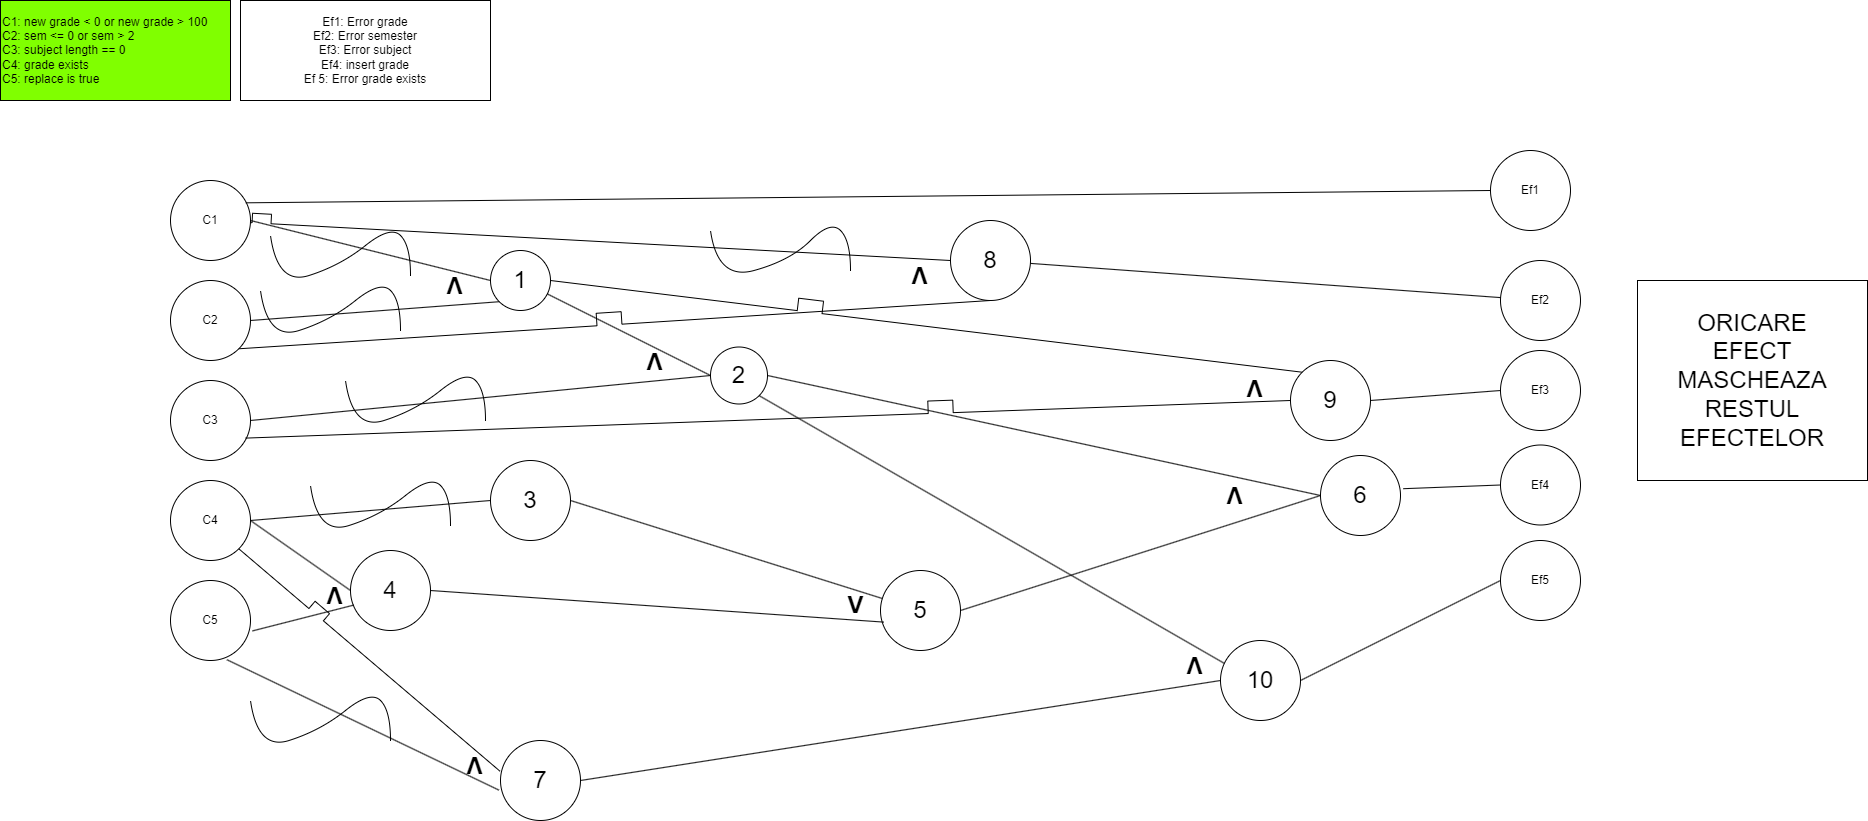 C1: new grade < 0 or new grade > 100
C2: sem <= 0 or sem > 2
C3: subject length == 0
C4: grade exists
C5: replace is true
Ef1: Error grade
Ef2: Error semester
Ef3: Error subject
Ef4: insert grade
Ef 5: Error grade exists
C1
Ef1
8
Λ
1
Λ
C2
Ef2
2
Λ
C3
9
Λ
Ef3
ORICARE
EFECT
MASCHEAZA
RESTUL
EFECTELOR
C4
3
6
Λ
Ef4
4
Λ
C5
5
V
Ef5
10
Λ
7
Λ